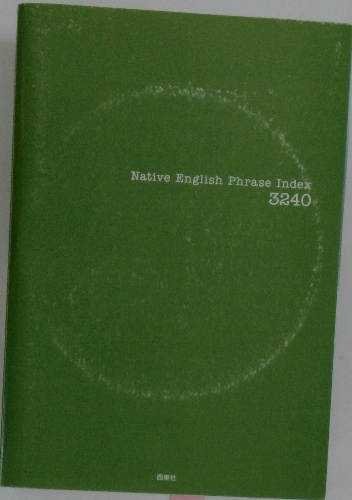 Native English Phrase Index
3240
西東社